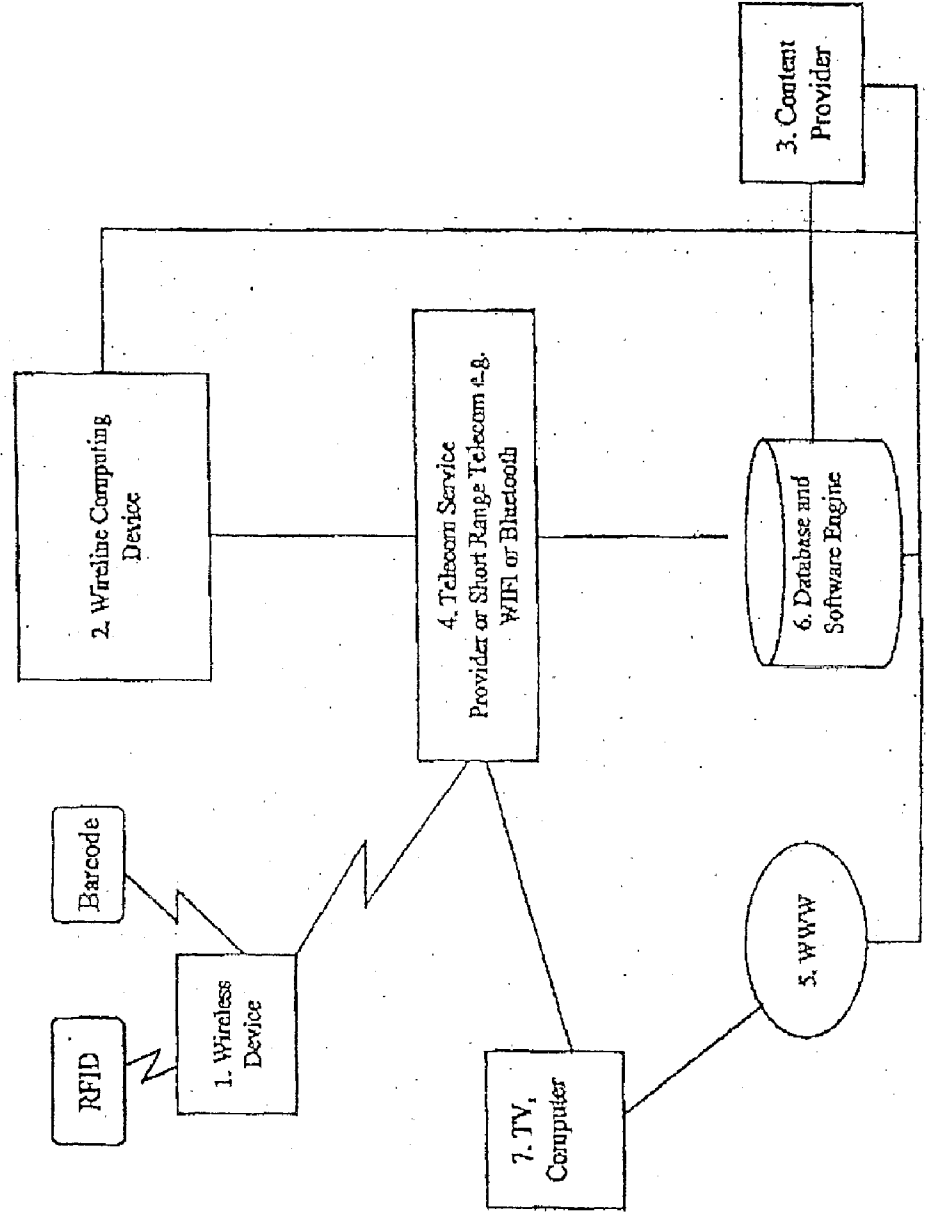 RFID
Barcode
1. Wireless
Device
2. Wireline Computing
Device
7. TV,
Computer
4. Telecom Service
Provider or Short Range Telecom e.g.
WIFI or Bluetooth
5. WWW
6. Database and
Software Engine
3. Content
Provider